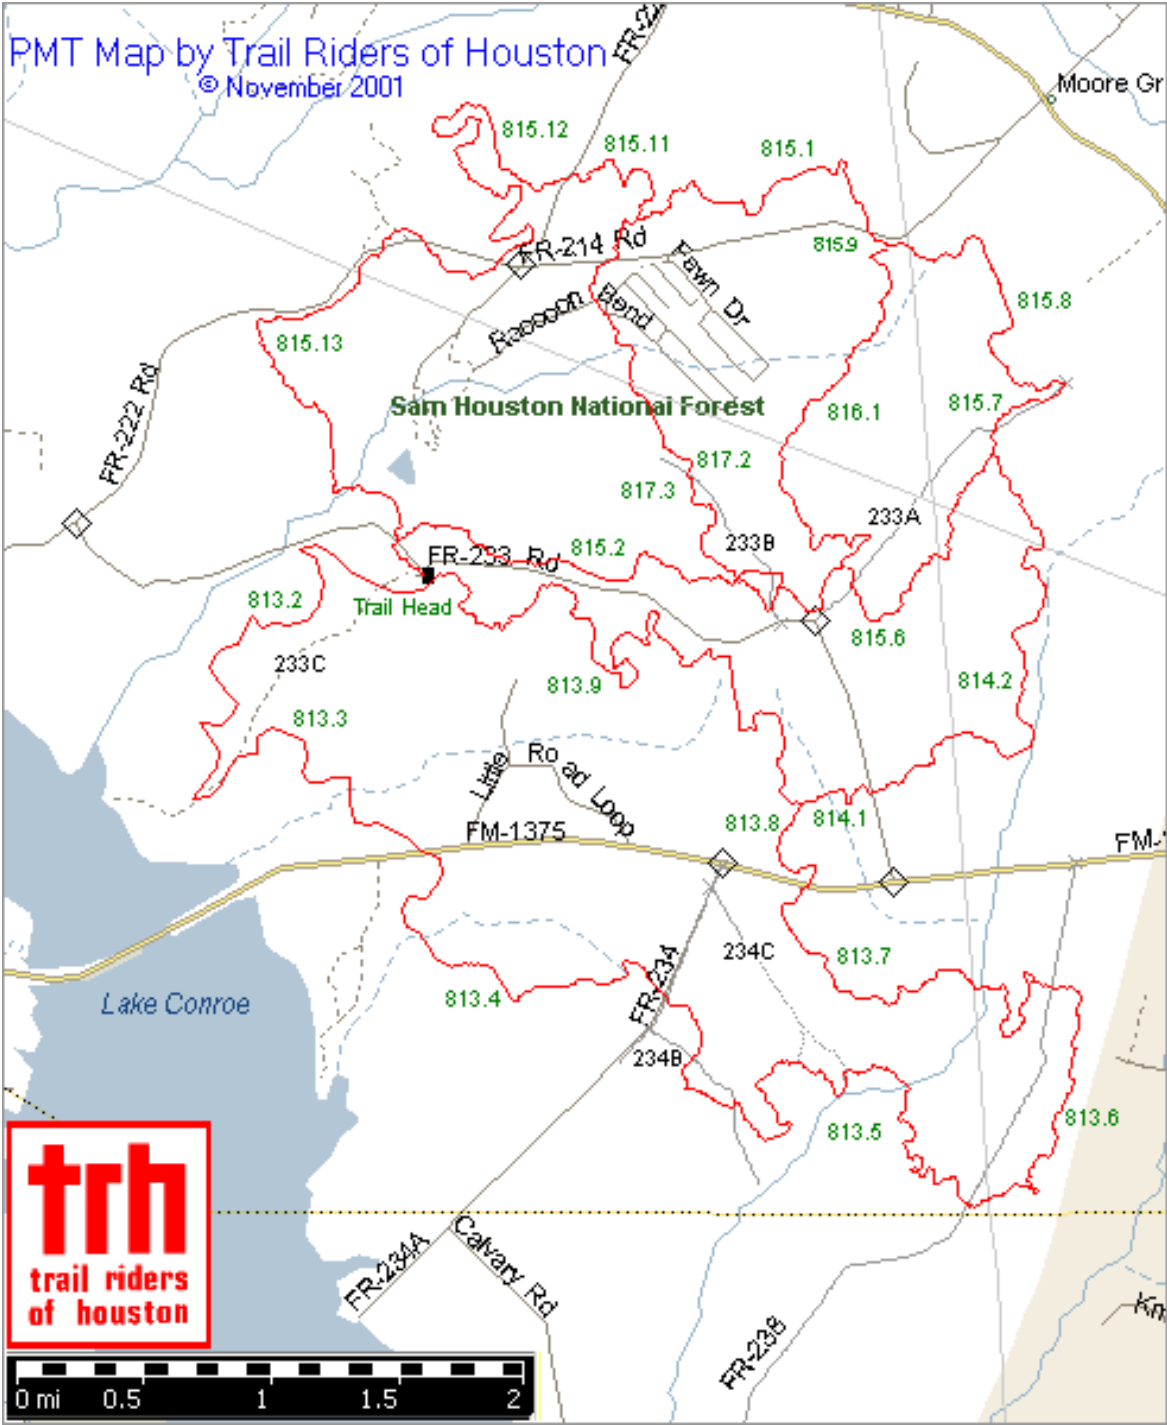 PMT Map by Trail Riders of Houston
© November 2001
FR-2
Moore Gr
815.12
815.11
815.1
FR-214 Rd
815.9
Fawn Dr
815.8
Raccoon Bend
815.13
FR-222 Rd
Sam Houston National Forest
816.1
815.7
817.2
817.3
233A
233B
FR-233 Rd
815.2
Trail Head
813.2
815.6
233C
813.9
814.2
813.3
Little Road Loop
FM-1375
813.8
814.1
FM-
234C
813.7
FR-234
Lake Conroe
813.4
234B
813.5
813.6
trh
trail riders
of houston
FR-234A
Calvary Rd
FR-238
Kn
0 mi 0.5 1 1.5 2